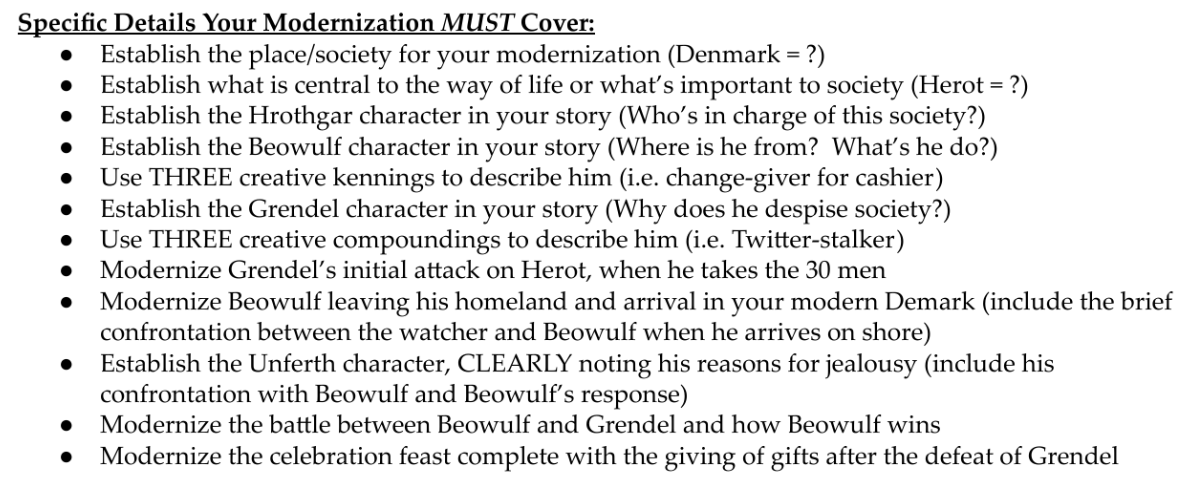 Specific Details Your Modernization MUST Cover:
● Establish the place/society for your modernization (Denmark = ?)
● Establish what is central to the way of life or what's important to society (Herot = ?)
● Establish the Hrothgar character in your story (Who's in charge of this society?)
● Establish the Beowulf character in your story (Where is he from?  What's he do?)
● Use THREE creative kennings to describe him (i.e. change-giver for cashier)
● Establish the Grendel character in your story (Why does he despise society?)
● Use THREE creative compoundings to describe him (i.e. Twitter-stalker)
● Modernize Grendel's initial attack on Herot, when he takes the 30 men
● Modernize Beowulf leaving his homeland and arrival in your modern Demark (include the brief
confrontation between the watcher and Beowulf when he arrives on shore)
● Establish the Unferth character, CLEARLY noting his reasons for jealousy (include his
confrontation with Beowulf and Beowulf's response)
● Modernize the battle between Beowulf and Grendel and how Beowulf wins
● Modernize the celebration feast complete with the giving of gifts after the defeat of Grendel